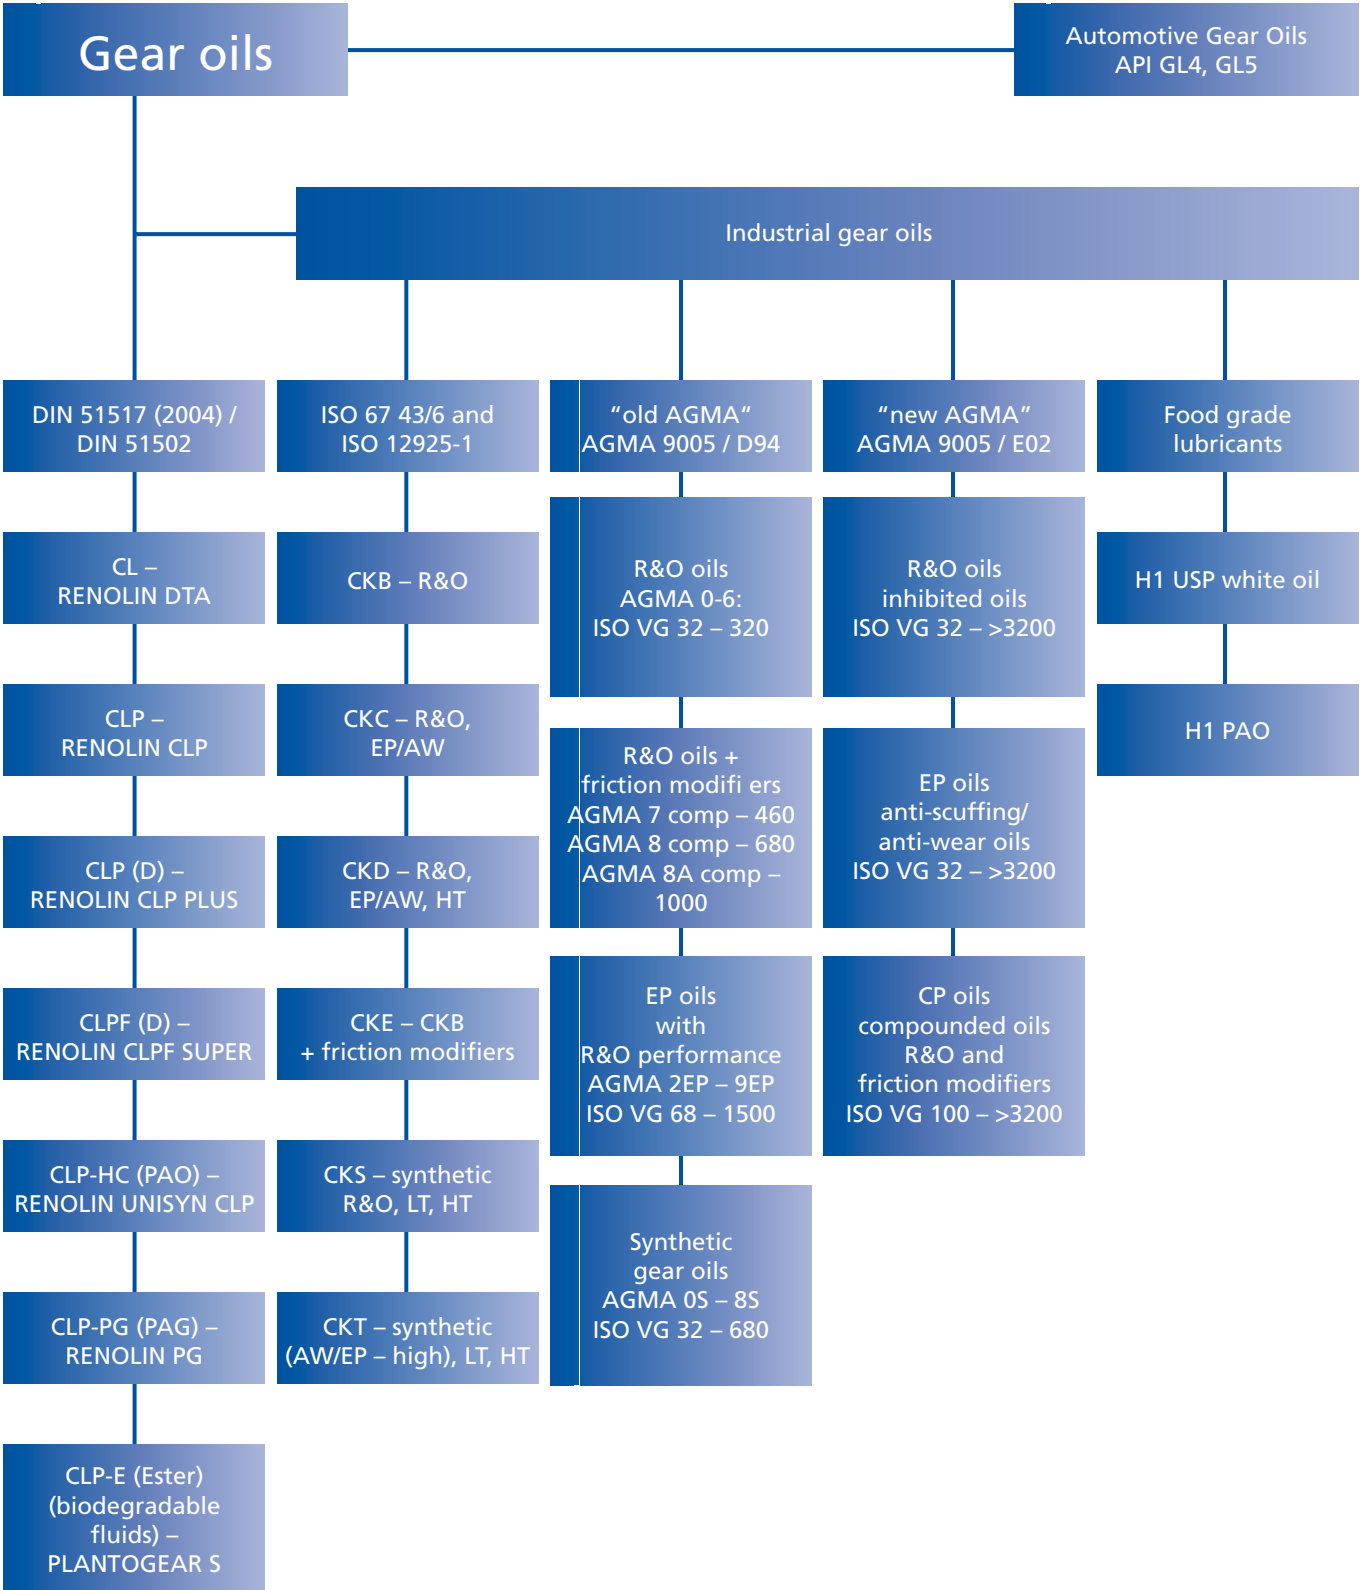 Gear oils
Automotive Gear Oils
API GL4, GL5
Industrial gear oils
DIN 51517 (2004) /
DIN 51502
CL –
RENOLIN DTA
CLP –
RENOLIN CLP
CLP (D) –
RENOLIN CLP PLUS
CLPF (D) –
RENOLIN CLPF SUPER
CLP-HC (PAO) –
RENOLIN UNISYN CLP
CLP-PG (PAG) –
RENOLIN PG
CLP-E (Ester)
(biodegradable
fluids) –
PLANTOGEAR S
ISO 67 43/6 and
ISO 12925-1
CKB – R&O
CKC – R&O,
EP/AW
CKD – R&O,
EP/AW, HT
CKE – CKB
+ friction modifiers
CKS – synthetic
R&O, LT, HT
CKT – synthetic
(AW/EP – high), LT, HT
“old AGMA“
AGMA 9005 / D94
R&O oils
AGMA 0-6:
ISO VG 32 – 320
R&O oils +
friction modifi ers
AGMA 7 comp – 460
AGMA 8 comp – 680
AGMA 8A comp –
1000
EP oils
with
R&O performance
AGMA 2EP – 9EP
ISO VG 68 – 1500
Synthetic
gear oils
AGMA 0S – 8S
ISO VG 32 – 680
“new AGMA“
AGMA 9005 / E02
R&O oils
inhibited oils
ISO VG 32 – >3200
EP oils
anti-scuffing/
anti-wear oils
ISO VG 32 – >3200
CP oils
compounded oils
R&O and
friction modifiers
ISO VG 100 – >3200
Food grade
lubricants
H1 USP white oil
H1 PAO